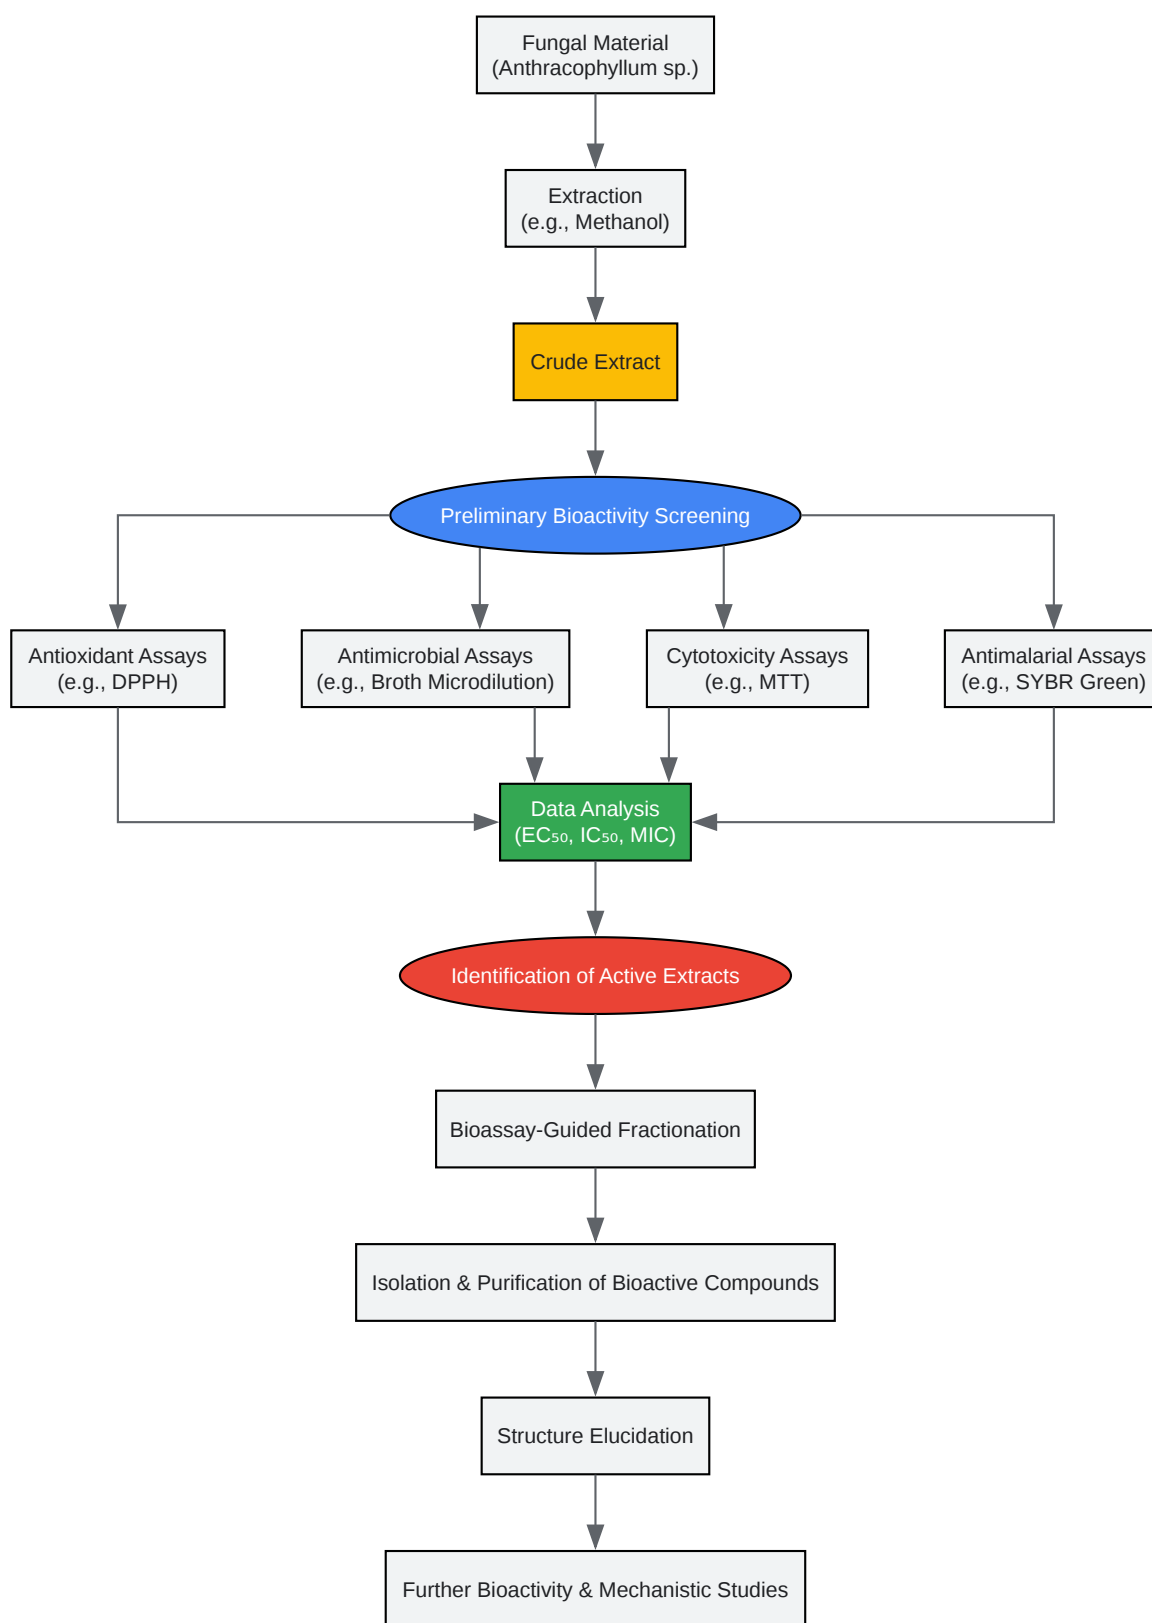 Fungal Material
(Anthracophyllum sp.)
Extraction
(e.g., Methanol)
Crude Extract
Preliminary Bioactivity Screening
Antioxidant Assays
(e.g., DPPH)
Antimicrobial Assays
(e.g., Broth Microdilution)
Cytotoxicity Assays
(e.g., MTT)
Antimalarial Assays
(e.g., SYBR Green)
Data Analysis
(EC₅₀, IC₅₀, MIC)
Identification of Active Extracts
Bioassay-Guided Fractionation
Isolation & Purification of Bioactive Compounds
Structure Elucidation
Further Bioactivity & Mechanistic Studies